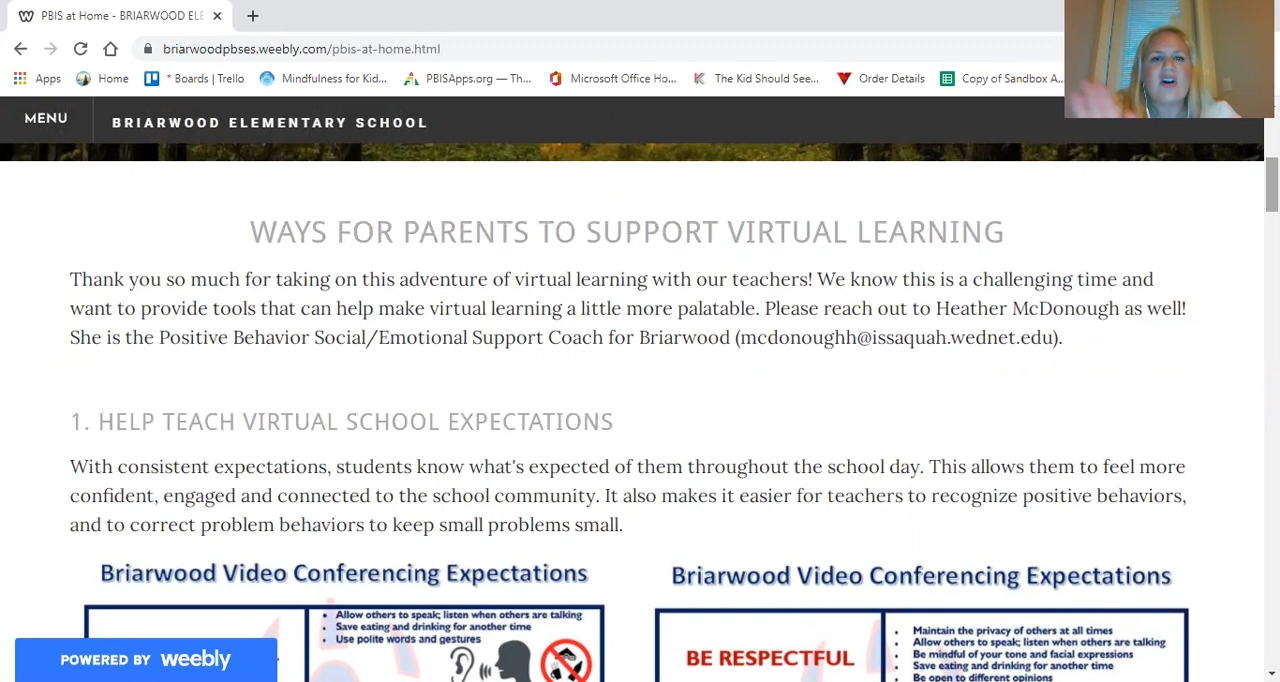 PBIS at Home - BRIARWOOD ELE
briarwoodpbses.weebly.com/pbis-at-home.html
Apps Home * Boards | Trello Mindfulness for Kid... PBISApps.org — Th... Microsoft Office Ho... The Kid Should See... Order Details Copy of Sandbox A...
MENU BRIARWOOD ELEMENTARY SCHOOL
WAYS FOR PARENTS TO SUPPORT VIRTUAL LEARNING
Thank you so much for taking on this adventure of virtual learning with our teachers! We know this is a challenging time and
want to provide tools that can help make virtual learning a little more palatable. Please reach out to Heather McDonough as well!
She is the Positive Behavior Social/Emotional Support Coach for Briarwood (mcdonoughh@issaquah.wednet.edu).
1. HELP TEACH VIRTUAL SCHOOL EXPECTATIONS
With consistent expectations, students know what's expected of them throughout the school day. This allows them to feel more
confident, engaged and connected to the school community. It also makes it easier for teachers to recognize positive behaviors,
and to correct problem behaviors to keep small problems small.
Briarwood Video Conferencing Expectations
• Allow others to speak; listen when others are talking
• Save eating and drinking for another time
• Use polite words and gestures
Briarwood Video Conferencing Expectations
BE RESPECTFUL
• Maintain the privacy of others at all times
• Allow others to speak; listen when others are talking
• Be mindful of your tone and facial expressions
• Save eating and drinking for another time
• Be open to different opinions
POWERED BY weebly